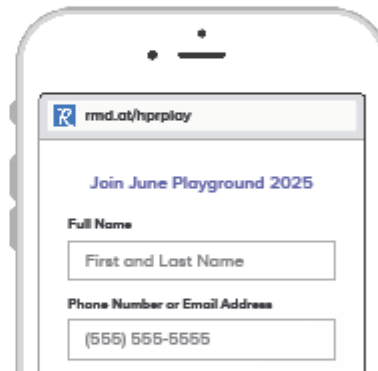 R rmd.at/hprplay
Join June Playground 2025
Full Name
First and Last Name
Phone Number or Email Address
(555) 555-5555